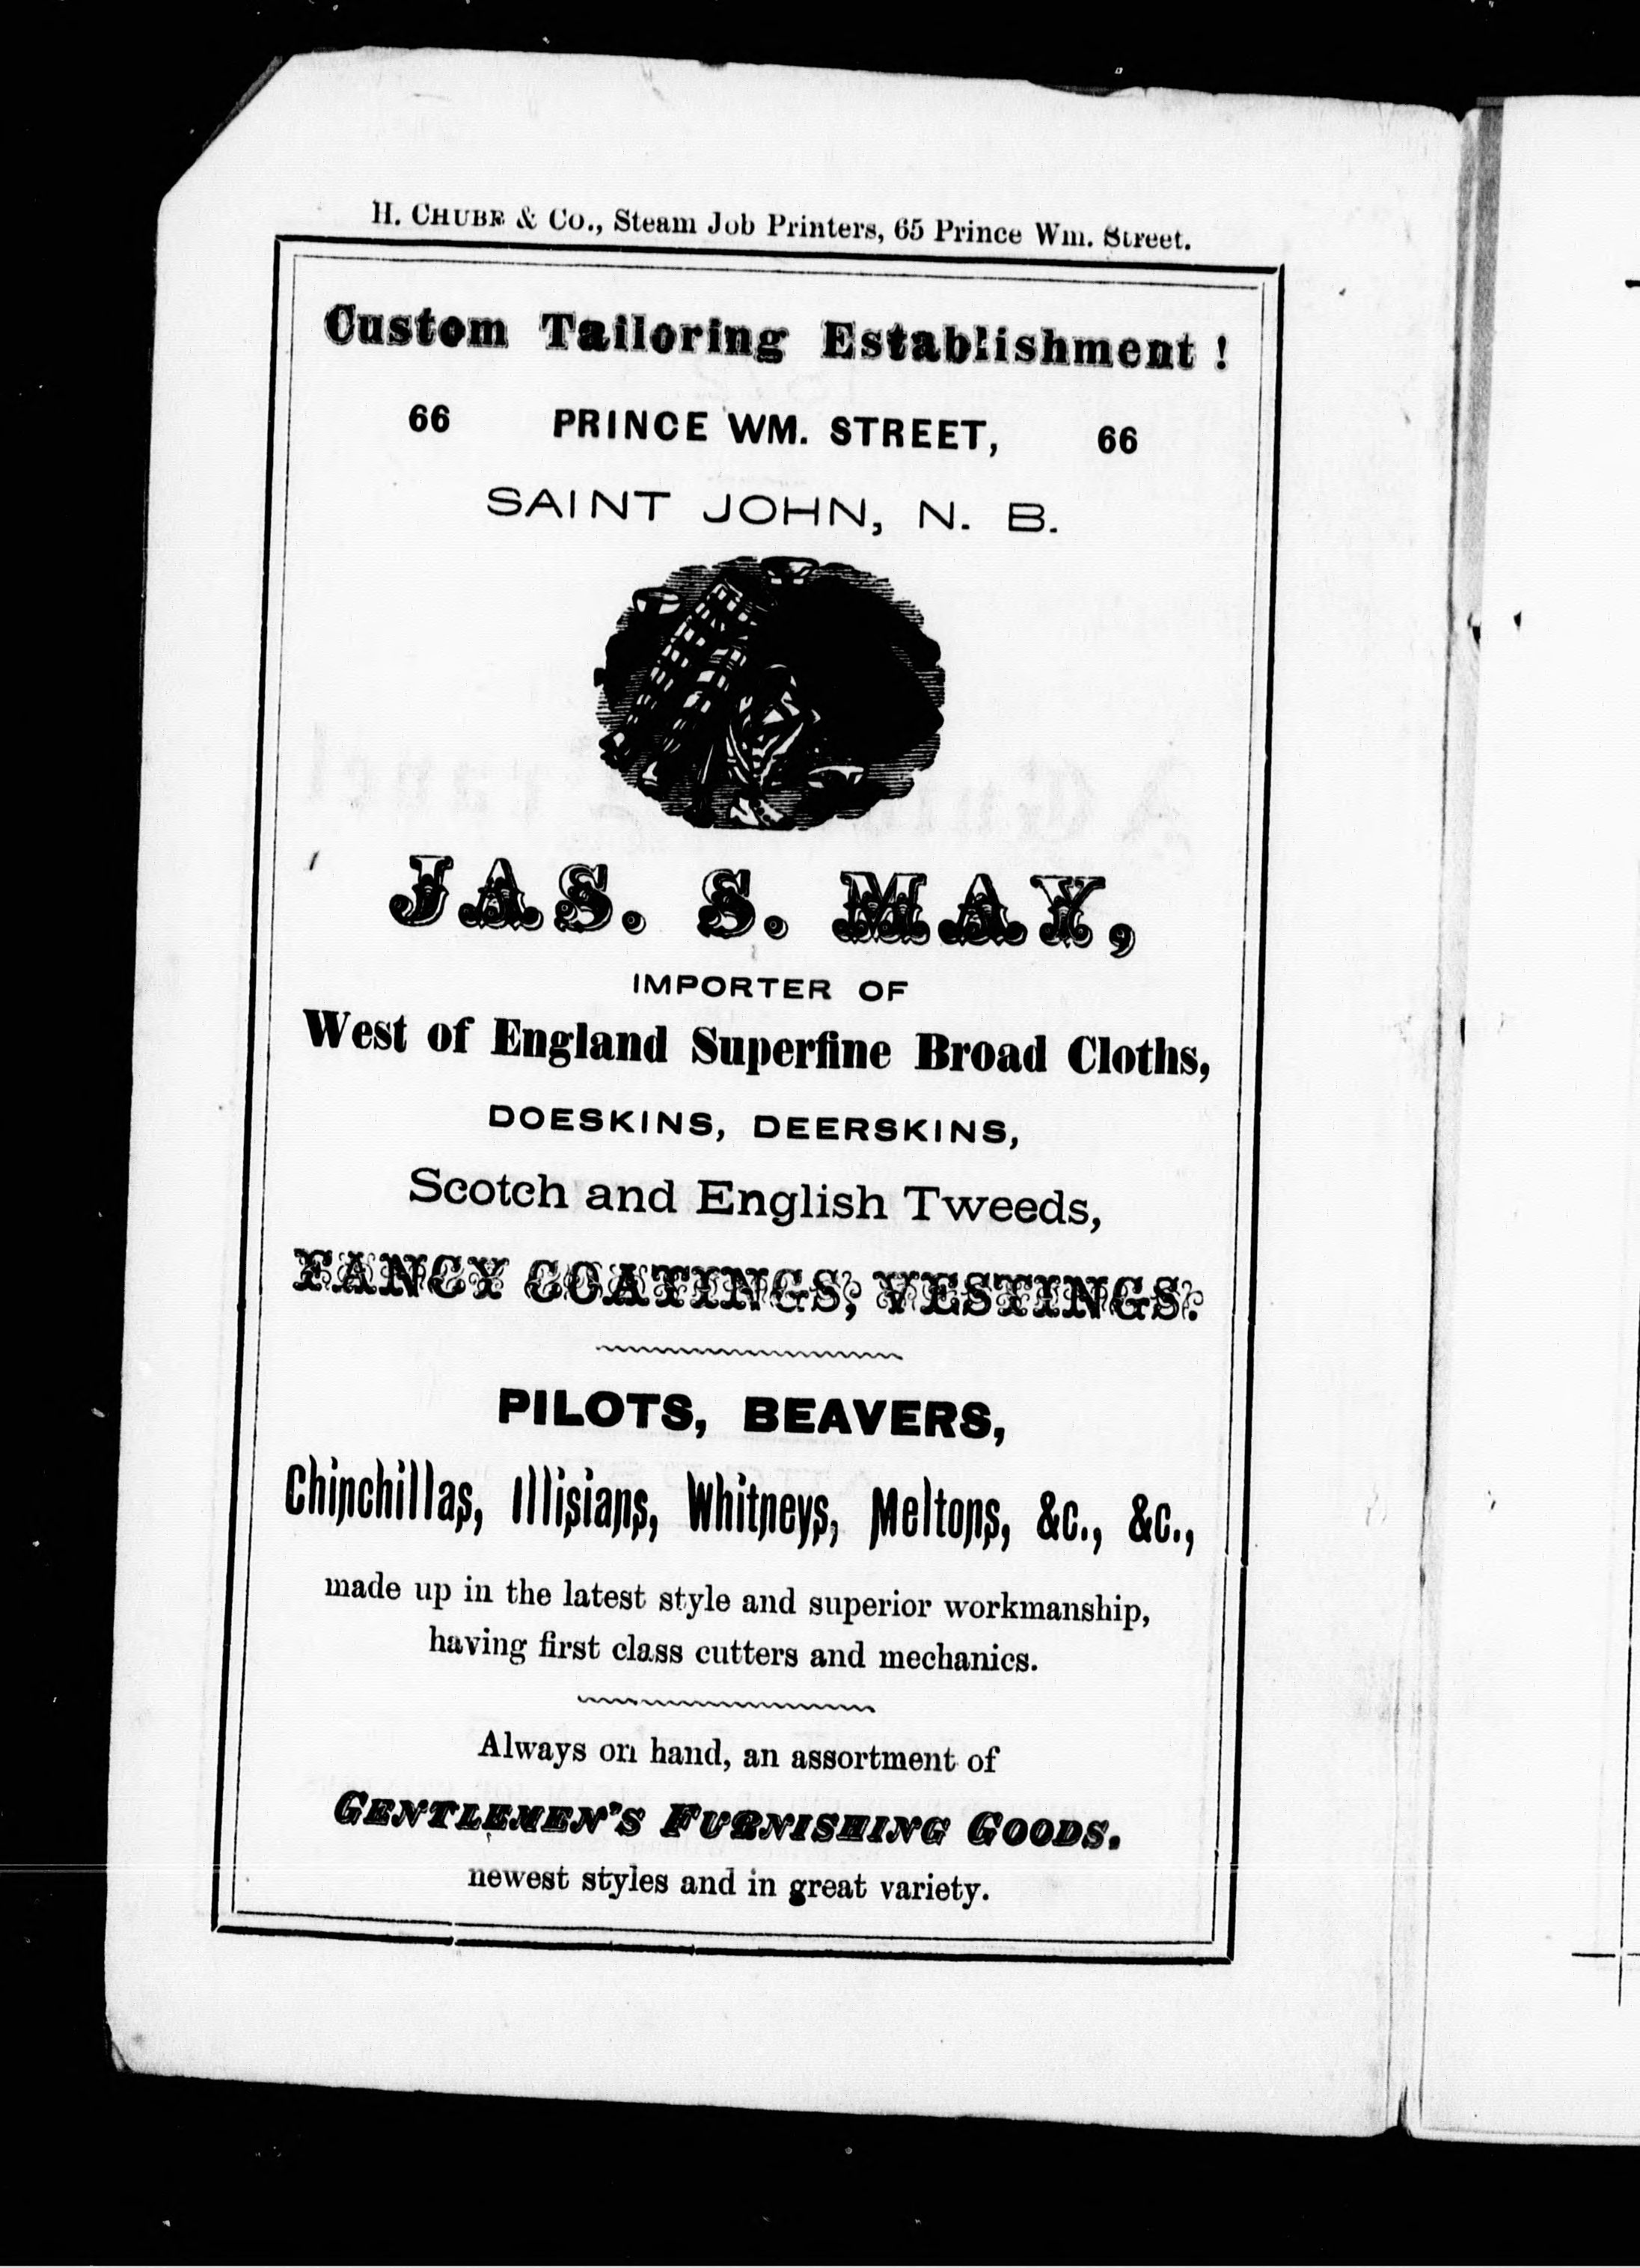 H. CHUBB & Co., Steam Job Printers, 65 Prince Wm. Street.
Custom Tailoring Establishment!
66 PRINCE WM. STREET, 66
SAINT JOHN, N. B.
JAS. S. MAY,
IMPORTER OF
West of England Superfine Broad Cloths,
DOESKINS, DEERSKINS,
Scotch and English Tweeds,
FANCY COATINGS, VESTINGS.
PILOTS, BEAVERS,
Chinchillas, Illisians, Whitneys, Meltons, &c., &c.,
made up in the latest style and superior workmanship,
having first class cutters and mechanics.
Always on hand, an assortment of
GENTLEMEN'S FURNISHING GOODS.
newest styles and in great variety.